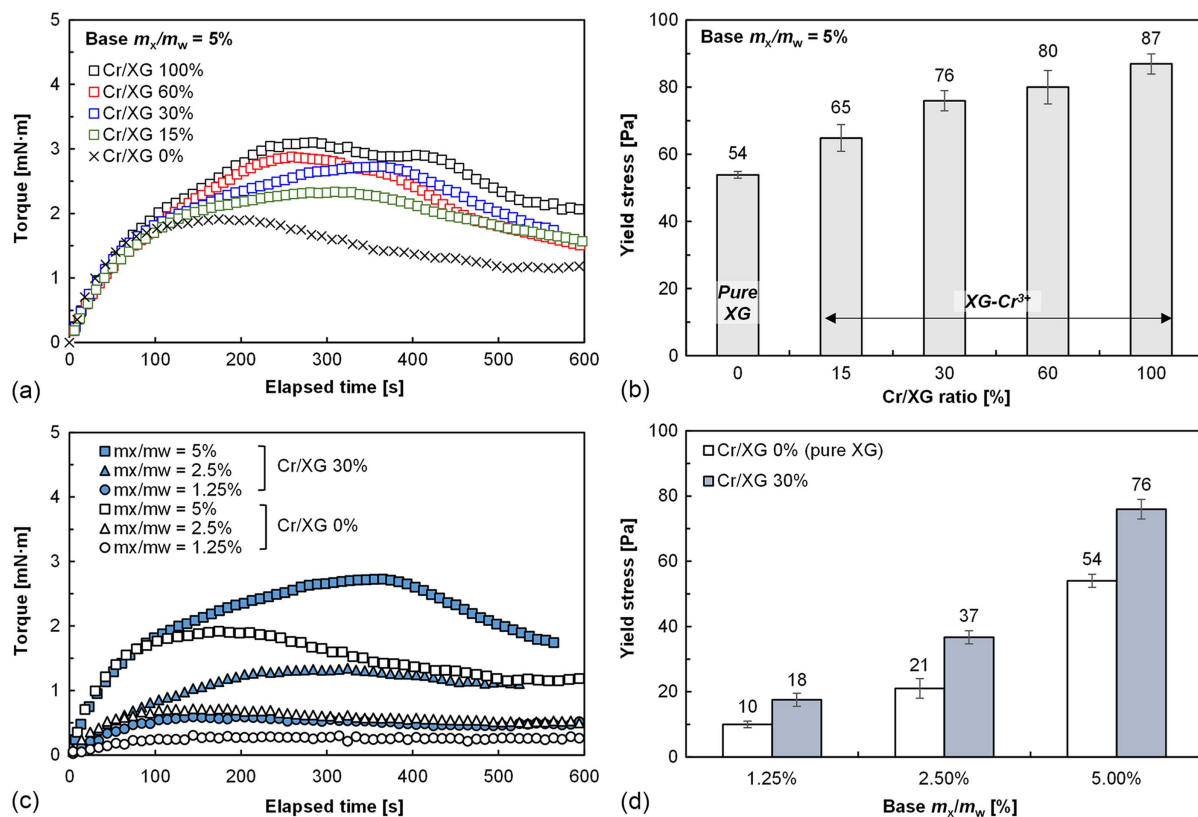 Base mx/mw = 5%
Cr/XG 100%
Cr/XG 60%
Cr/XG 30%
Cr/XG 15%
Cr/XG 0%
5
4
3
2
1
0
0 100 200 300 400 500 600
Torque [mN·m]
Elapsed time [s]
(a)
Base mx/mw = 5%
100
80
60
40
20
0
54 65 76 80 87
Pure
XG
XG-Cr³⁺
0 15 30 60 100
Yield stress [Pa]
Cr/XG ratio [%]
(b)
mx/mw = 5%
mx/mw = 2.5%
mx/mw = 1.25%
Cr/XG 30%
mx/mw = 5%
mx/mw = 2.5%
mx/mw = 1.25%
Cr/XG 0%
5
4
3
2
1
0
0 100 200 300 400 500 600
Torque [mN·m]
Elapsed time [s]
(c)
Cr/XG 0% (pure XG)
Cr/XG 30%
100
80
60
40
20
0
10 18 21 37 54 76
1.25% 2.50% 5.00%
Yield stress [Pa]
Base mx/mw [%]
(d)